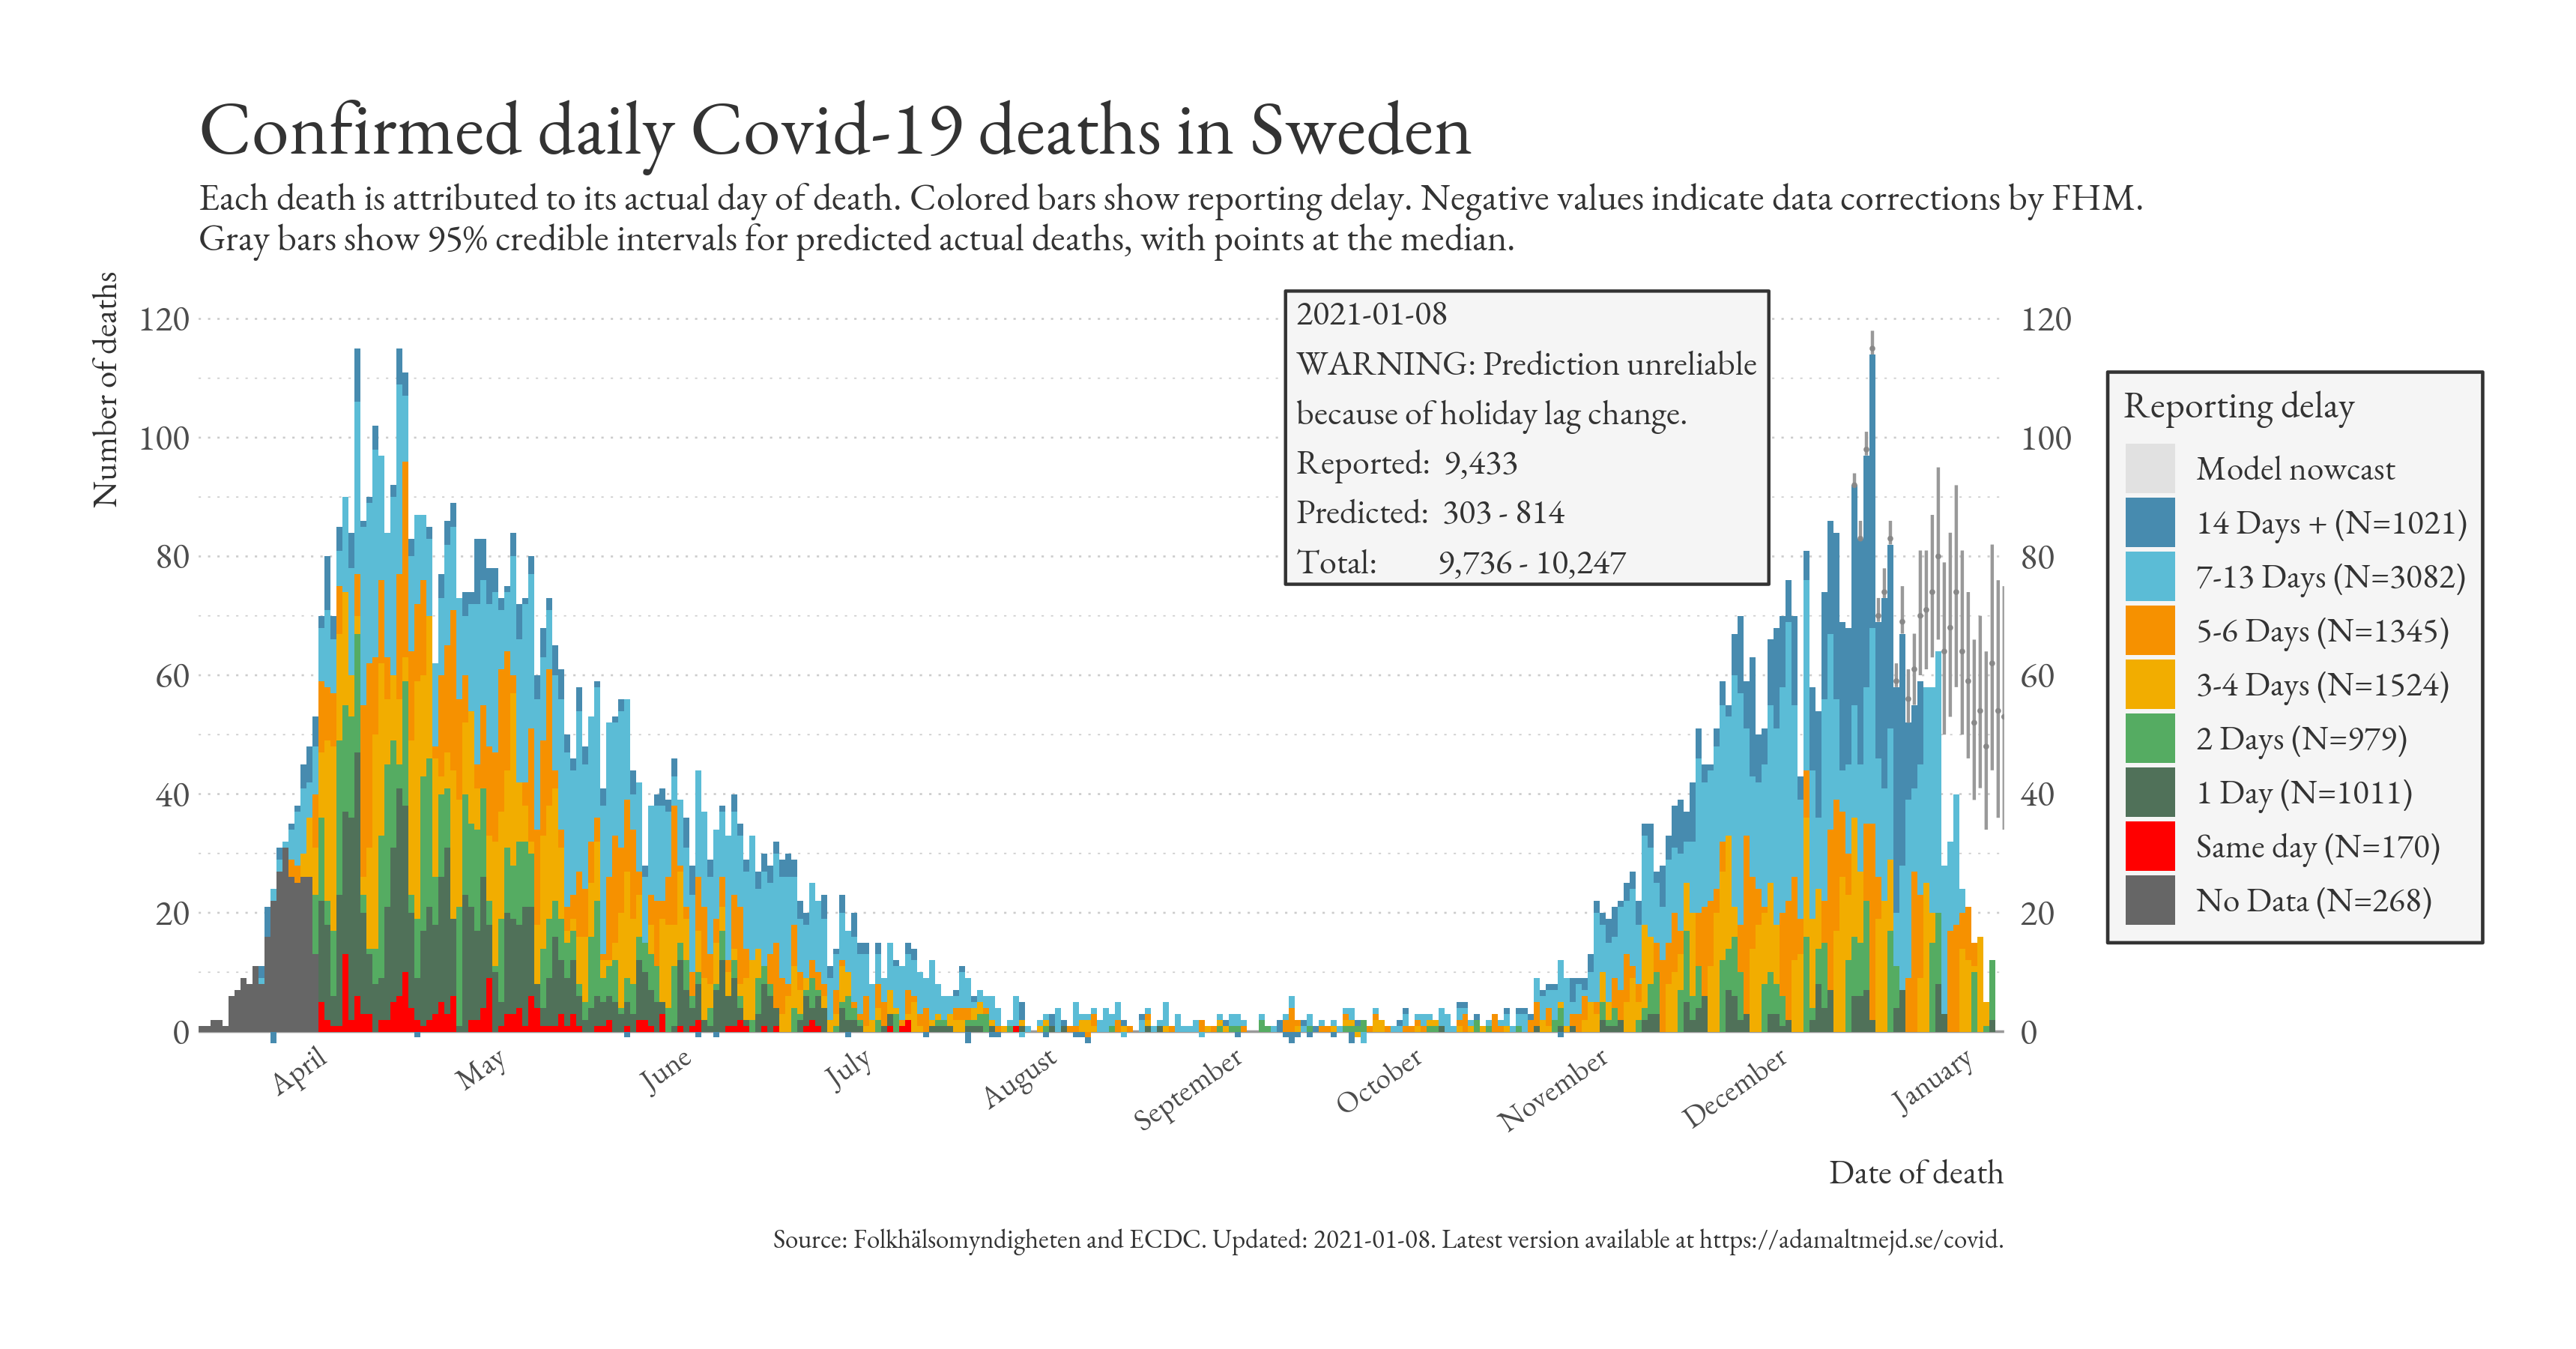 Confirmed daily Covid-19 deaths in Sweden
Each death is attributed to its actual day of death. Colored bars show reporting delay. Negative values indicate data corrections by FHM.
Gray bars show 95% credible intervals for predicted actual deaths, with points at the median.
Number of deaths
120
100
80
60
40
20
0
2021-01-08
WARNING: Prediction unreliable
because of holiday lag change.
Reported: 9,433
Predicted: 303 - 814
Total: 9,736 - 10,247
120
100
80
60
40
20
0
Reporting delay
Model nowcast
14 Days + (N=1021)
7-13 Days (N=3082)
5-6 Days (N=1345)
3-4 Days (N=1524)
2 Days (N=979)
1 Day (N=1011)
Same day (N=170)
No Data (N=268)
April
May
June
July
August
September
October
November
December
January
Date of death
Source: Folkhälsomyndigheten and ECDC. Updated: 2021-01-08. Latest version available at https://adamaltmejd.se/covid.